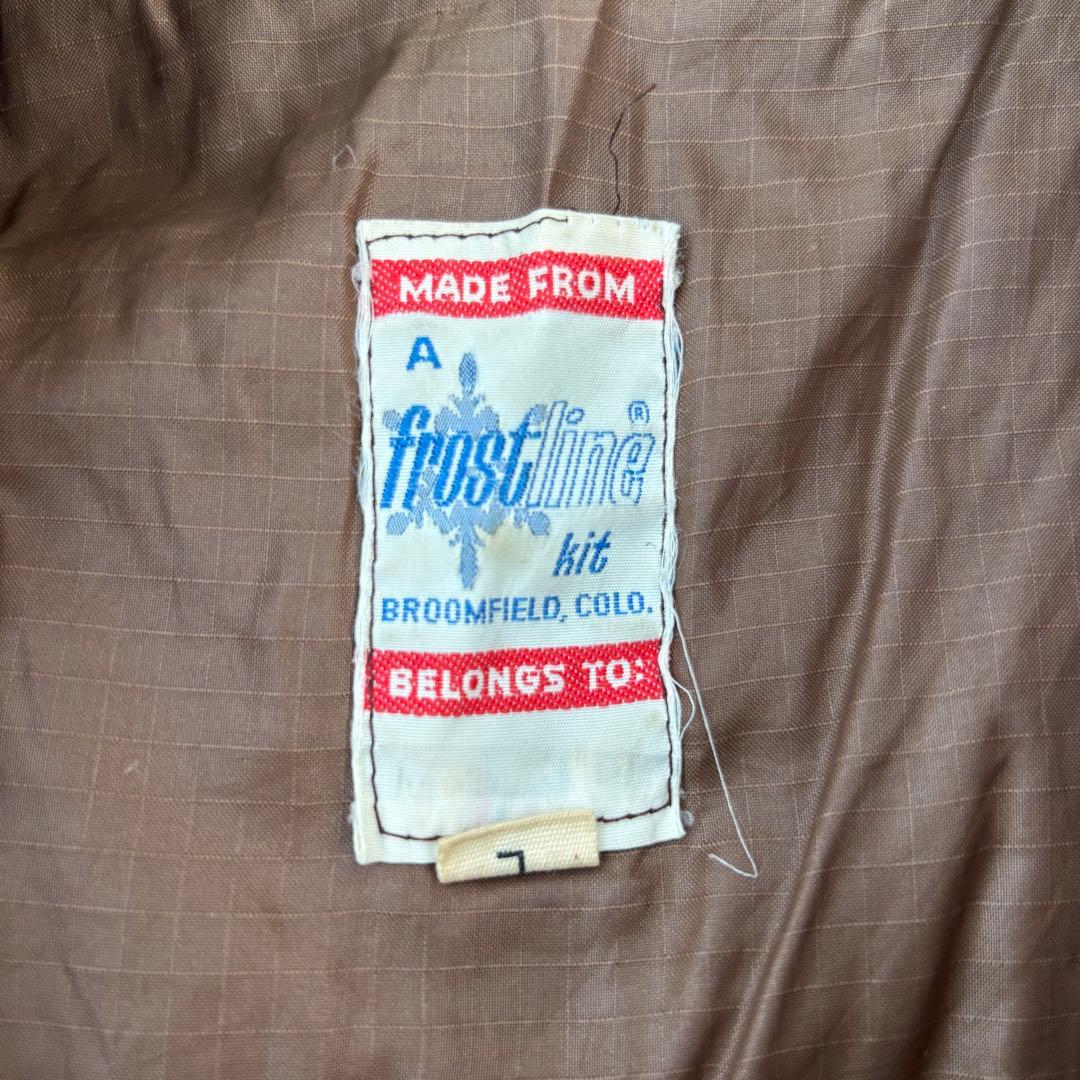 MADE FROM
A
frostline®
kit
BROOMFIELD, COLO.
BELONGS TO:
L